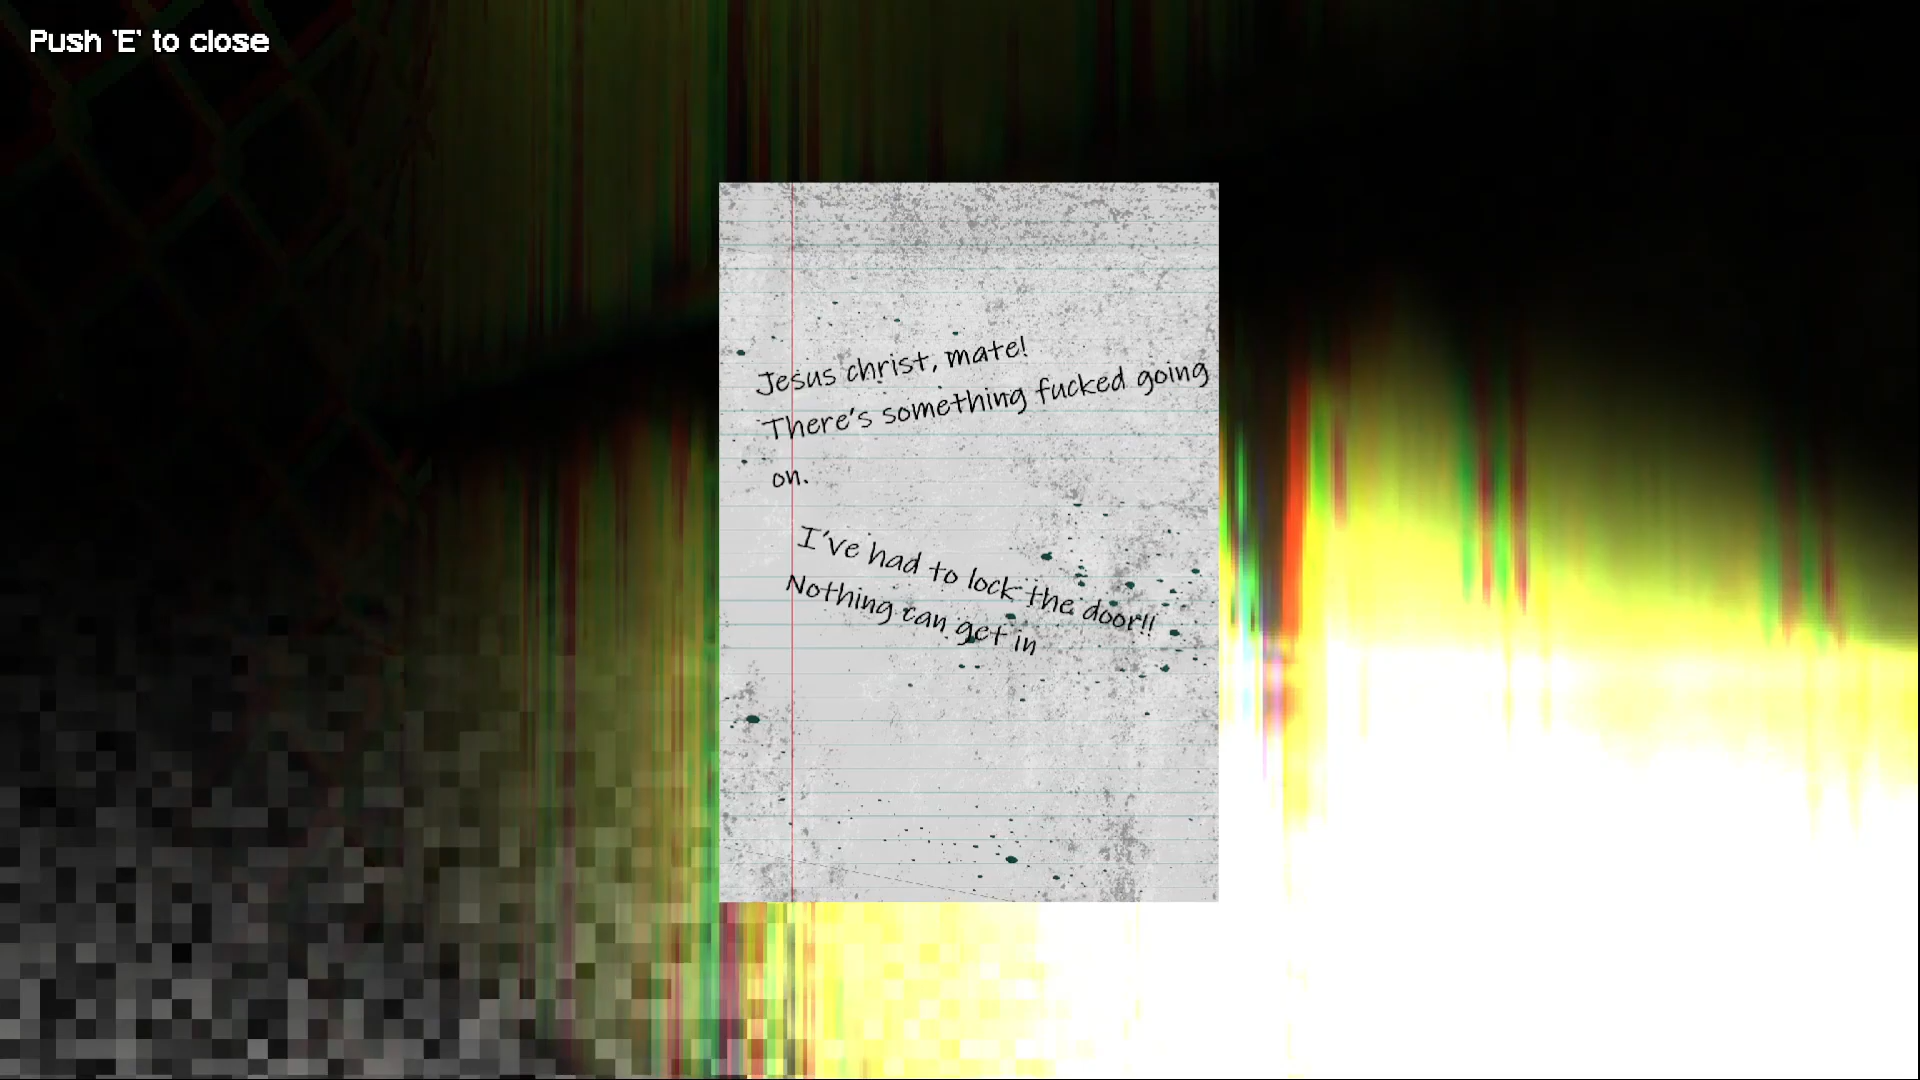 Push 'E' to close
Jesus christ, mate!
There's something fucked going
on.
I've had to lock the door!!
Nothing can get in